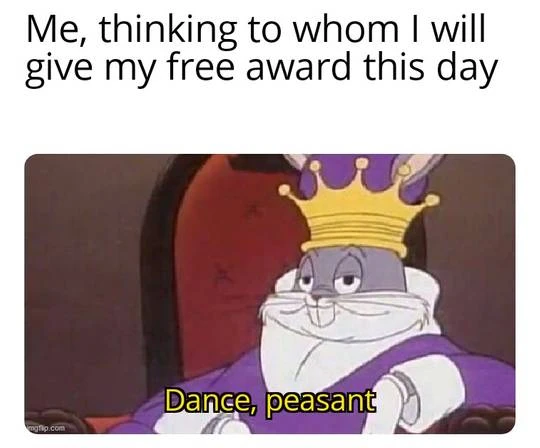 Me, thinking to whom I will
give my free award this day
Dance, peasant
imgflip.com